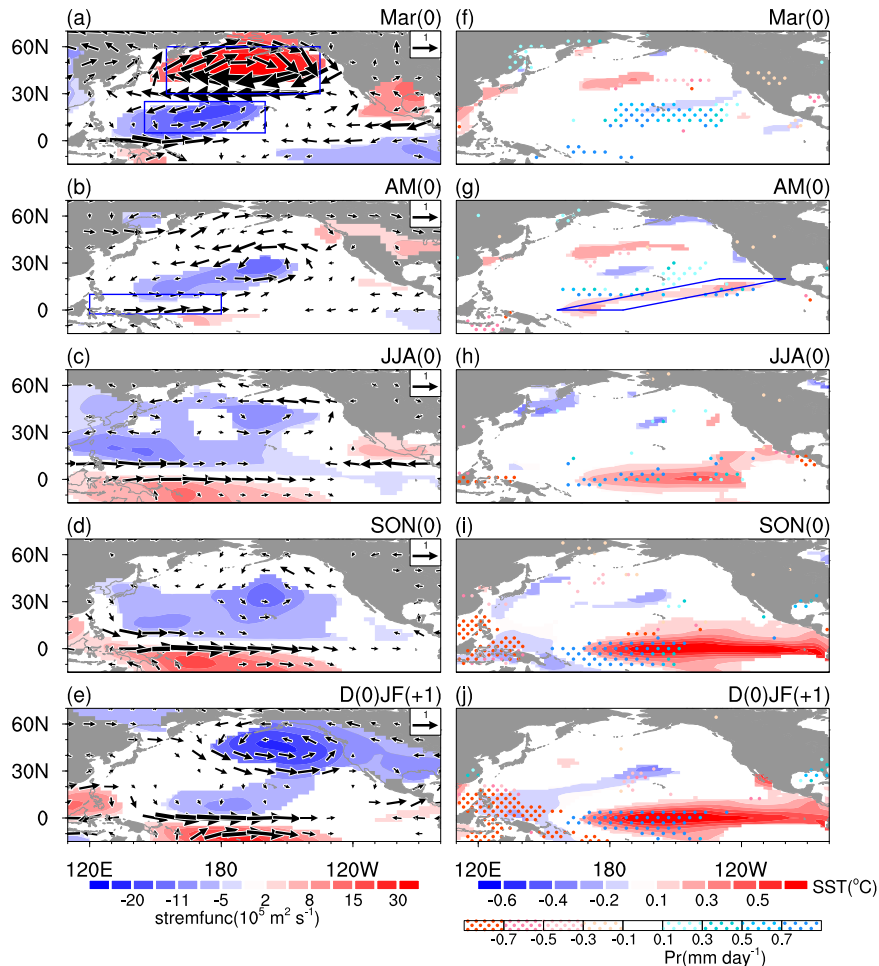 (a) Mar(0)
60N
30N
0
1
(f) Mar(0)
(b) AM(0)
60N
30N
0
1
(g) AM(0)
(c) JJA(0)
60N
30N
0
1
(h) JJA(0)
(d) SON(0)
60N
30N
0
1
(i) SON(0)
(e) D(0)JF(+1)
60N
30N
0
1
(j) D(0)JF(+1)
120E 180 120W
120E 180 120W
-20 -11 -5 2 8 15 30
stremfunc(10⁵ m² s⁻¹)
-0.6 -0.4 -0.2 0.1 0.3 0.5 SST(°C)
-0.7 -0.5 -0.3 -0.1 0.1 0.3 0.5 0.7
Pr(mm day⁻¹)